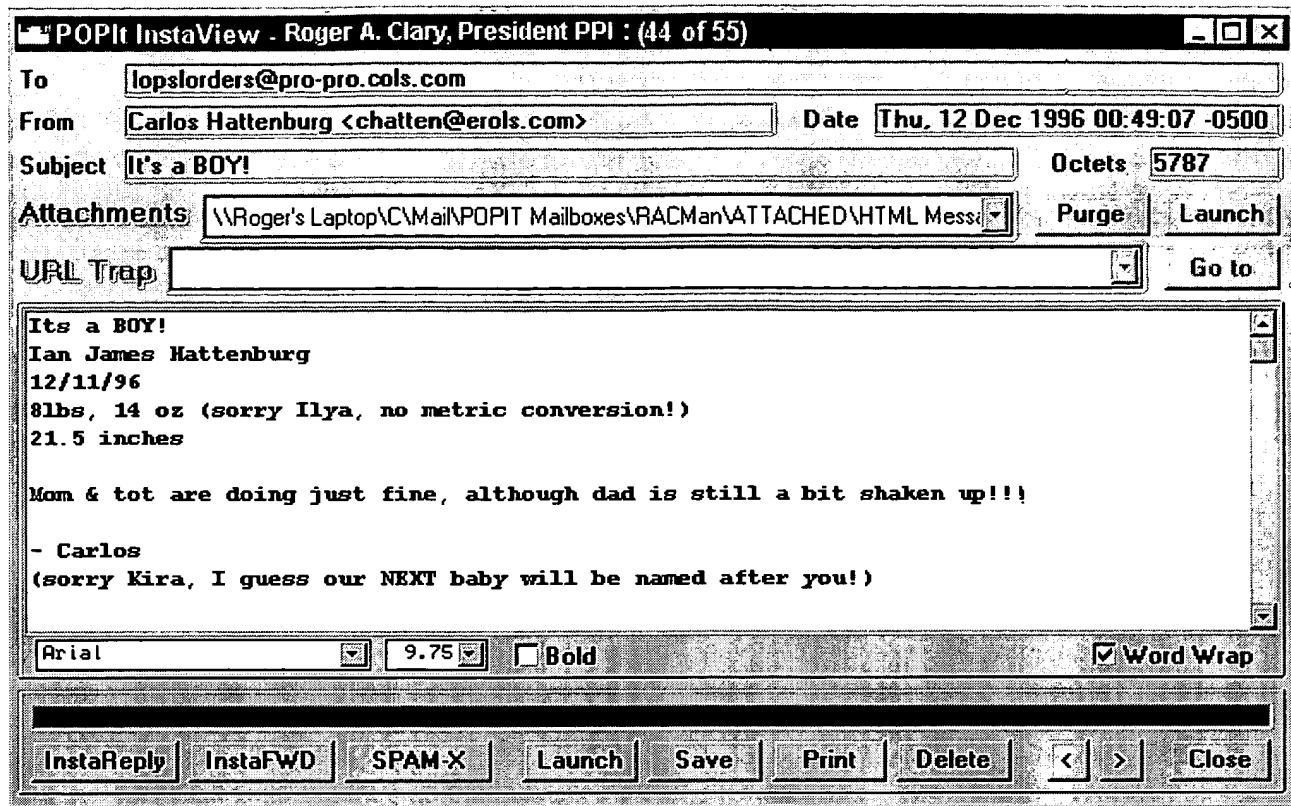 POPIt InstaView - Roger A. Clary, President PPI : (44 of 55)
To lopslorders@pro-pro.cols.com
From Carlos Hattenburg <chatten@erols.com> Date Thu, 12 Dec 1996 00:49:07 -0500
Subject It's a BOY! Octets 5787
Attachments \\Roger's Laptop\C\Mail\POPIT Mailboxes\RACMan\ATTACHED\HTML Messa Purge Launch
URL Trap Go to
Its a BOY!
Ian James Hattenburg
12/11/96
8lbs, 14 oz (sorry Ilya, no metric conversion!)
21.5 inches
Mom & tot are doing just fine, although dad is still a bit shaken up!!!
- Carlos
(sorry Kira, I guess our NEXT baby will be named after you!)
Arial 9.75 Bold Word Wrap
InstaReply InstaFWD SPAM-X Launch Save Print Delete < > Close